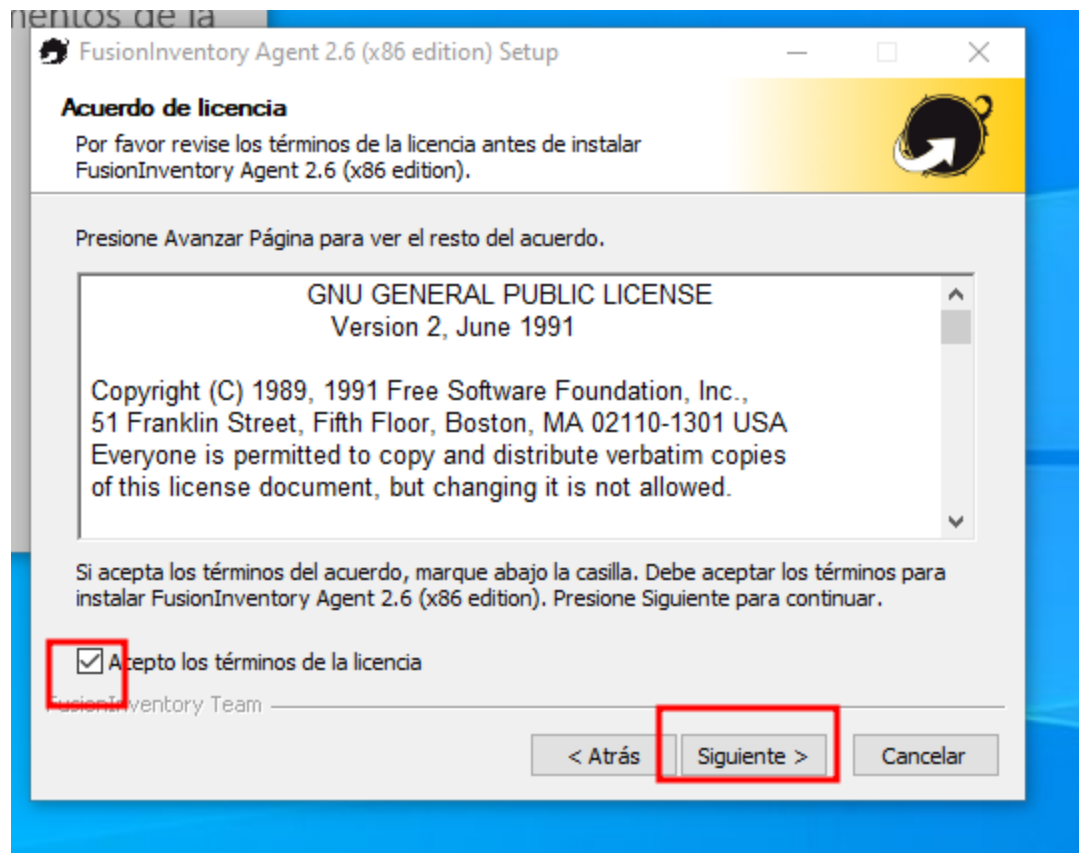 mentos de la
FusionInventory Agent 2.6 (x86 edition) Setup
Acuerdo de licencia
Por favor revise los términos de la licencia antes de instalar
FusionInventory Agent 2.6 (x86 edition).
Presione Avanzar Página para ver el resto del acuerdo.
GNU GENERAL PUBLIC LICENSE
Version 2, June 1991
Copyright (C) 1989, 1991 Free Software Foundation, Inc.,
51 Franklin Street, Fifth Floor, Boston, MA 02110-1301 USA
Everyone is permitted to copy and distribute verbatim copies
of this license document, but changing it is not allowed.
Si acepta los términos del acuerdo, marque abajo la casilla. Debe aceptar los términos para
instalar FusionInventory Agent 2.6 (x86 edition). Presione Siguiente para continuar.
Acepto los términos de la licencia
FusionInventory Team
< Atrás Siguiente > Cancelar